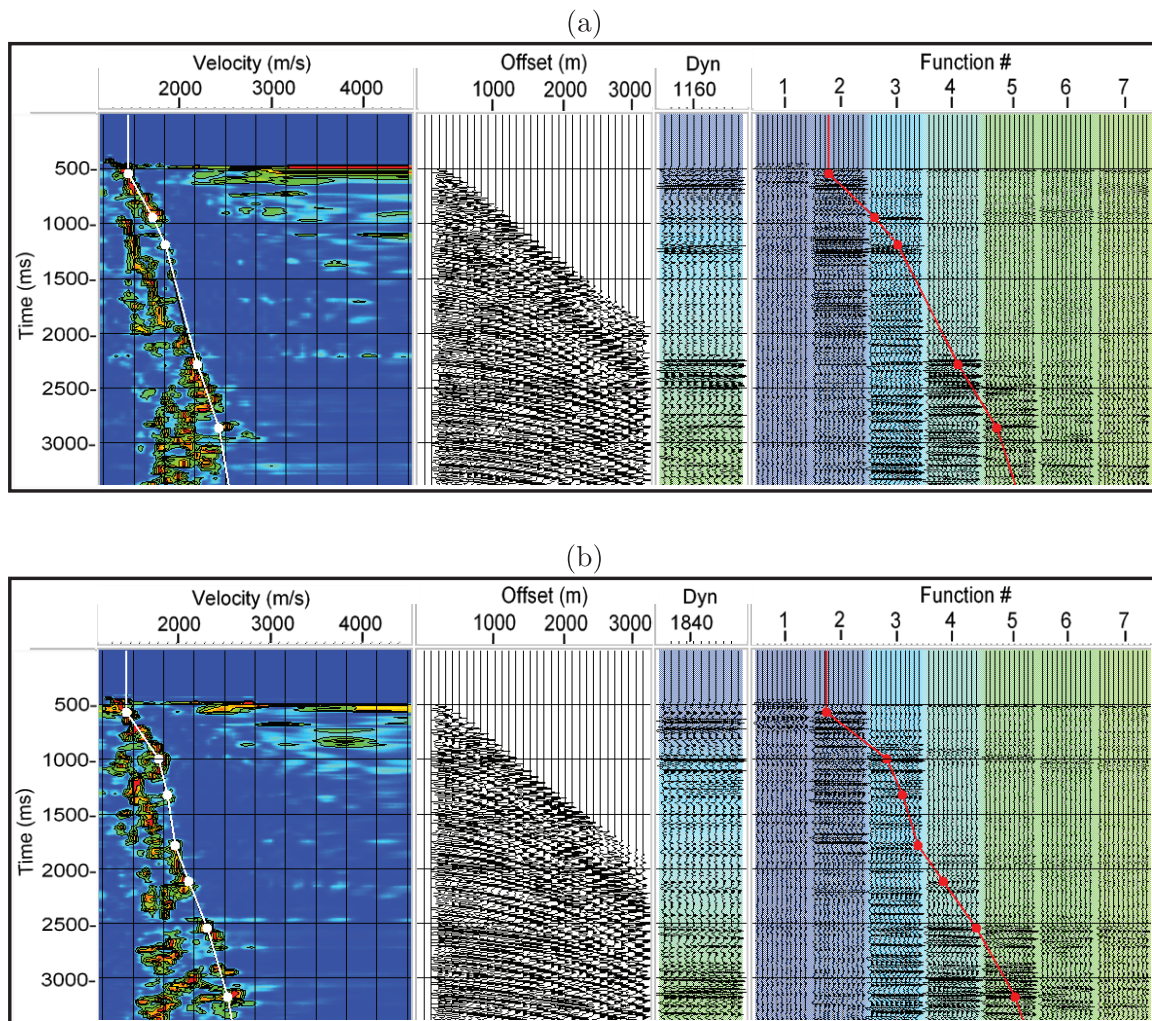 (a)
Velocity (m/s) Offset (m) Dyn Function #
2000 3000 4000 1000 2000 3000 1160 1 2 3 4 5 6 7
500-
1000-
1500-
2000-
2500-
3000-
Time (ms)
(b)
Velocity (m/s) Offset (m) Dyn Function #
2000 3000 4000 1000 2000 3000 1840 1 2 3 4 5 6 7
500-
1000-
1500-
2000-
2500-
3000-
Time (ms)